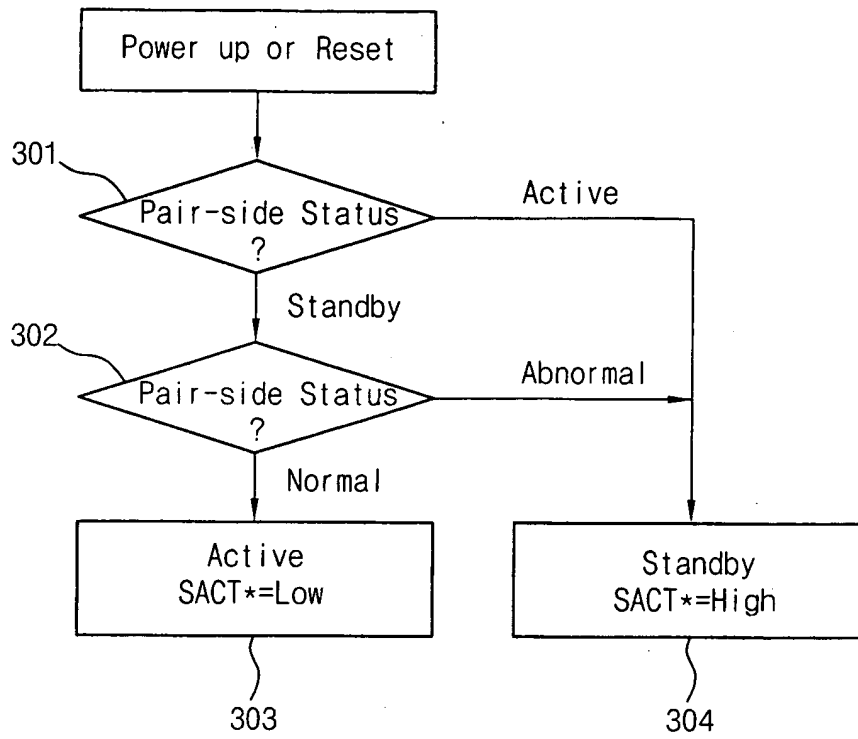 Power up or Reset
301
Pair-side Status
?
Active
Standby
302
Pair-side Status
?
Abnormal
Normal
Active
SACT*=Low
Standby
SACT*=High
303
304